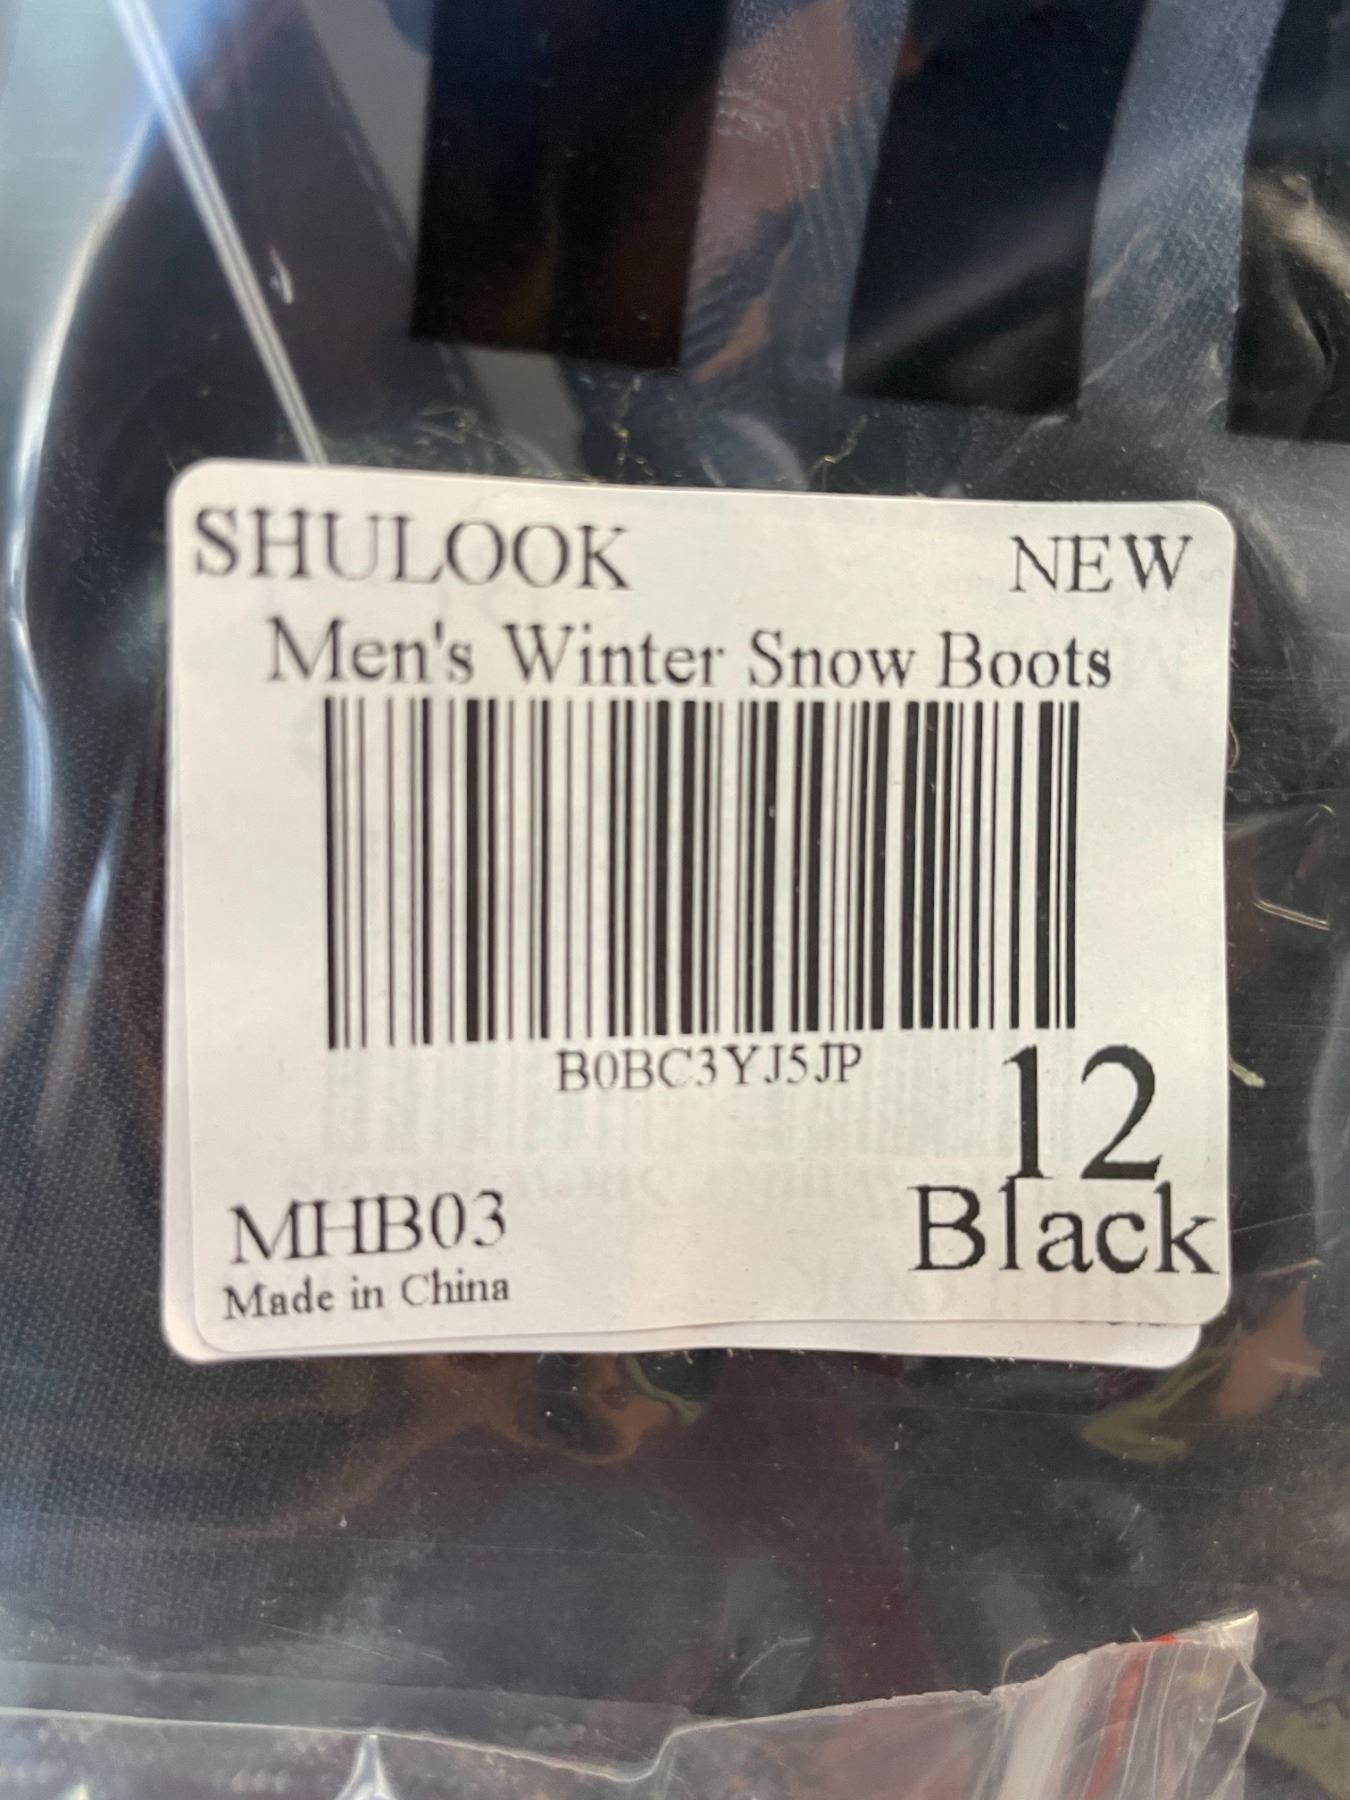 SHULOOK NEW
Men's Winter Snow Boots
B0BC3YJ5JP
12
Black
MHB03
Made in China